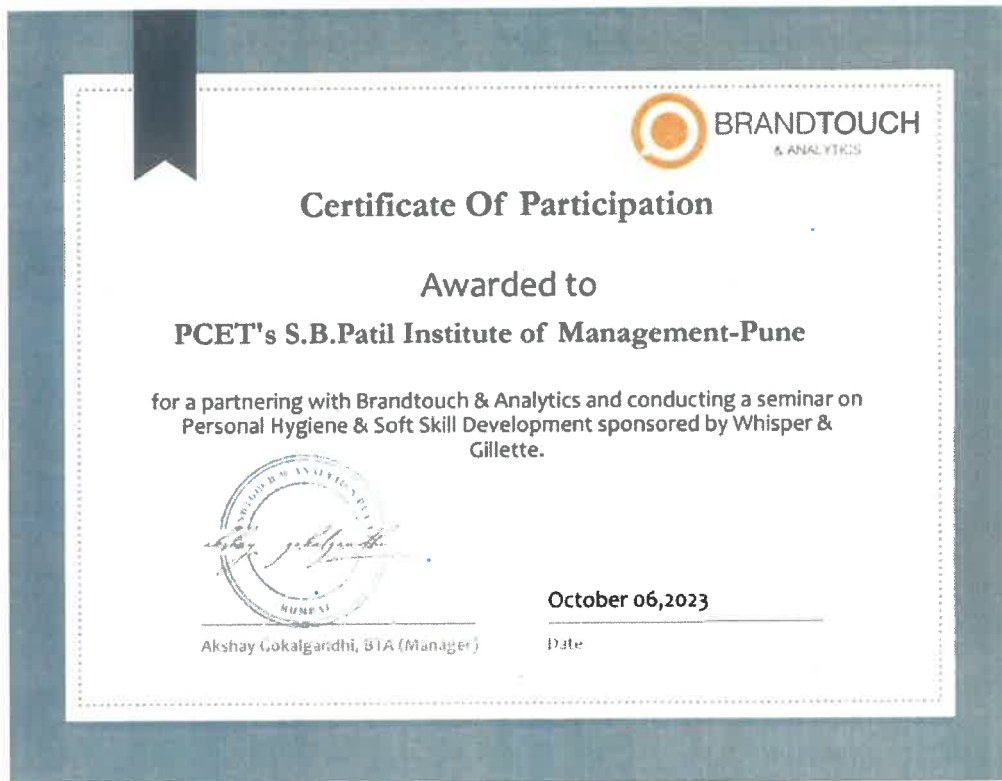 BRANDTOUCH
& ANALYTICS
Certificate Of Participation
Awarded to
PCET's S.B.Patil Institute of Management-Pune
for a partnering with Brandtouch & Analytics and conducting a seminar on
Personal Hygiene & Soft Skill Development sponsored by Whisper &
Gillette.
MUMBAI
October 06,2023
Akshay Gokalgandhi, BTA (Manager)
Date